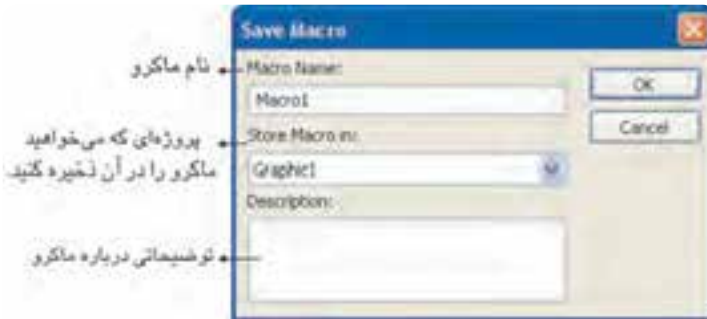 Save Macro
نام ماکرو
Macro Name:
OK
Macro1
Cancel
پروژه‌ای که می‌خواهید
ماکرو را در آن ذخیره کنید.
Store Macro in:
Graphic1
Description:
توضیحاتی درباره ماکرو